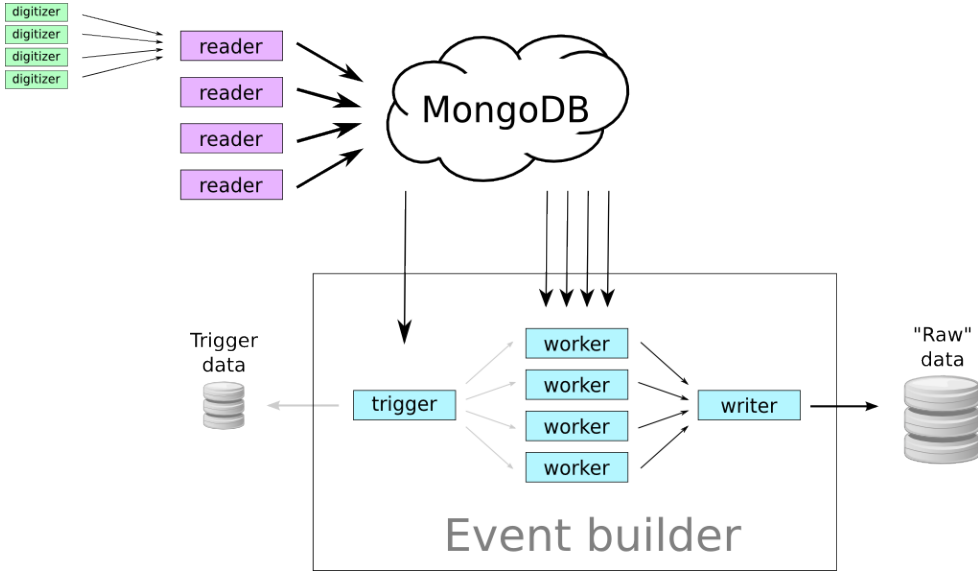 digitizer
digitizer
digitizer
digitizer
reader
reader
reader
reader
MongoDB
Trigger
data
trigger
worker
worker
worker
worker
writer
"Raw"
data
Event builder